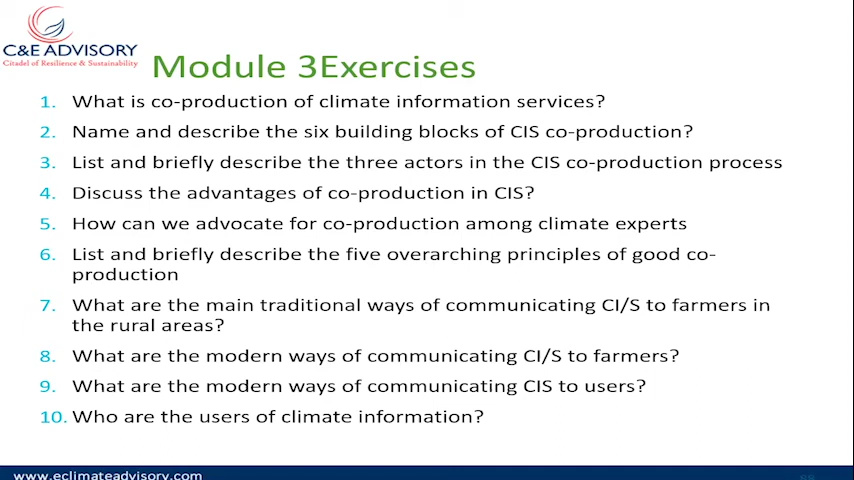 C&E ADVISORY
Citadel of Resilience & Sustainability
Module 3Exercises
1. What is co-production of climate information services?
2. Name and describe the six building blocks of CIS co-production?
3. List and briefly describe the three actors in the CIS co-production process
4. Discuss the advantages of co-production in CIS?
5. How can we advocate for co-production among climate experts
6. List and briefly describe the five overarching principles of good co-
production
7. What are the main traditional ways of communicating CI/S to farmers in
the rural areas?
8. What are the modern ways of communicating CI/S to farmers?
9. What are the modern ways of communicating CIS to users?
10. Who are the users of climate information?
www.eclimateadvisory.com